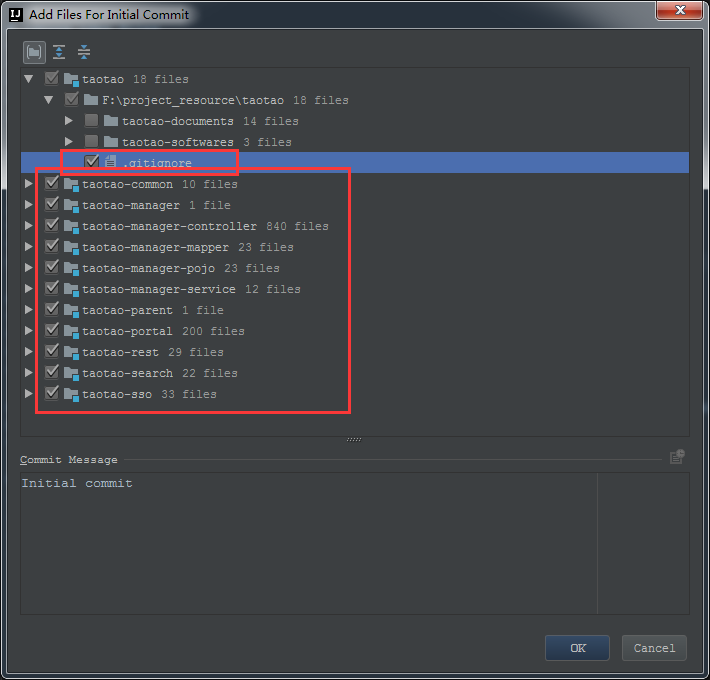 IJ Add Files For Initial Commit
taotao 18 files
F:\project_resource\taotao 18 files
taotao-documents 14 files
taotao-softwares 3 files
.gitignore
taotao-common 10 files
taotao-manager 1 file
taotao-manager-controller 840 files
taotao-manager-mapper 23 files
taotao-manager-pojo 23 files
taotao-manager-service 12 files
taotao-parent 1 file
taotao-portal 200 files
taotao-rest 29 files
taotao-search 22 files
taotao-sso 33 files
Commit Message
Initial commit
OK Cancel